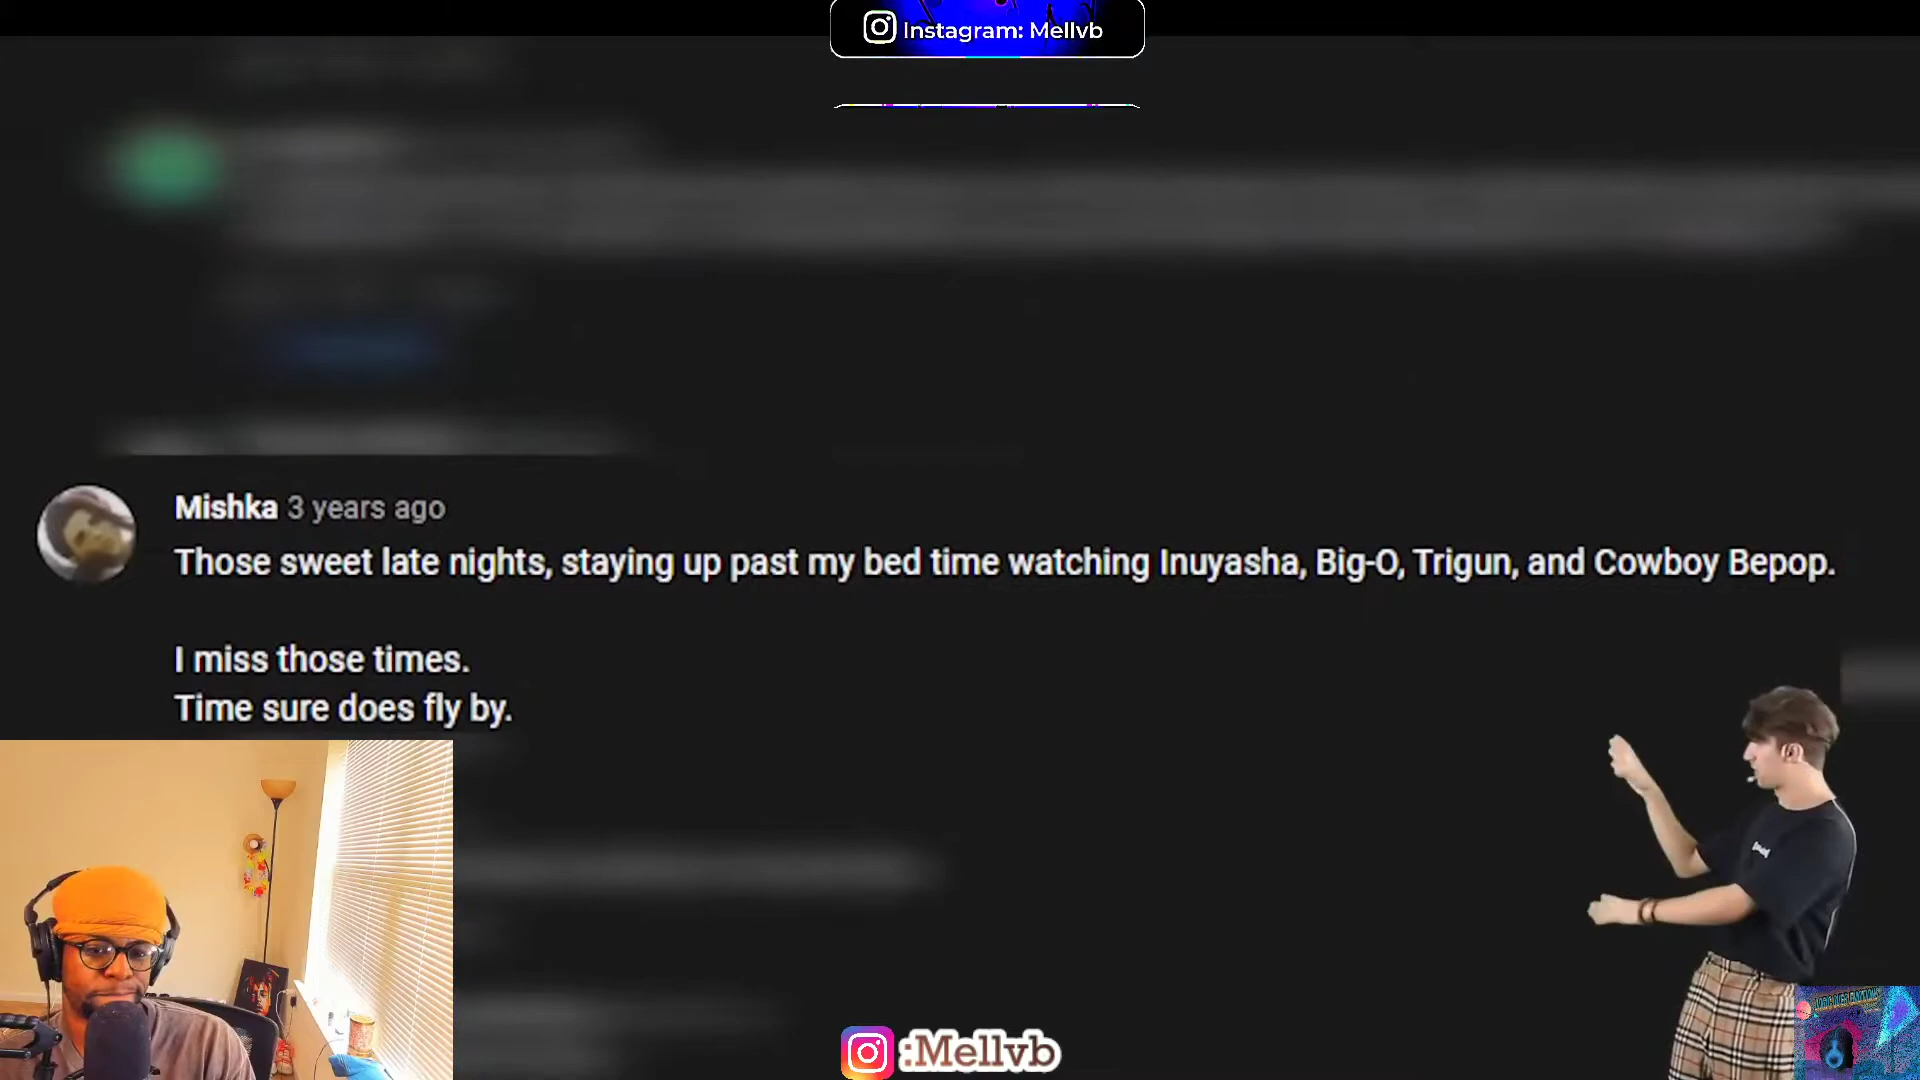 Instagram: Mellvb
Mishka 3 years ago
Those sweet late nights, staying up past my bed time watching Inuyasha, Big-O, Trigun, and Cowboy Bepop.
I miss those times.
Time sure does fly by.
:Mellvb